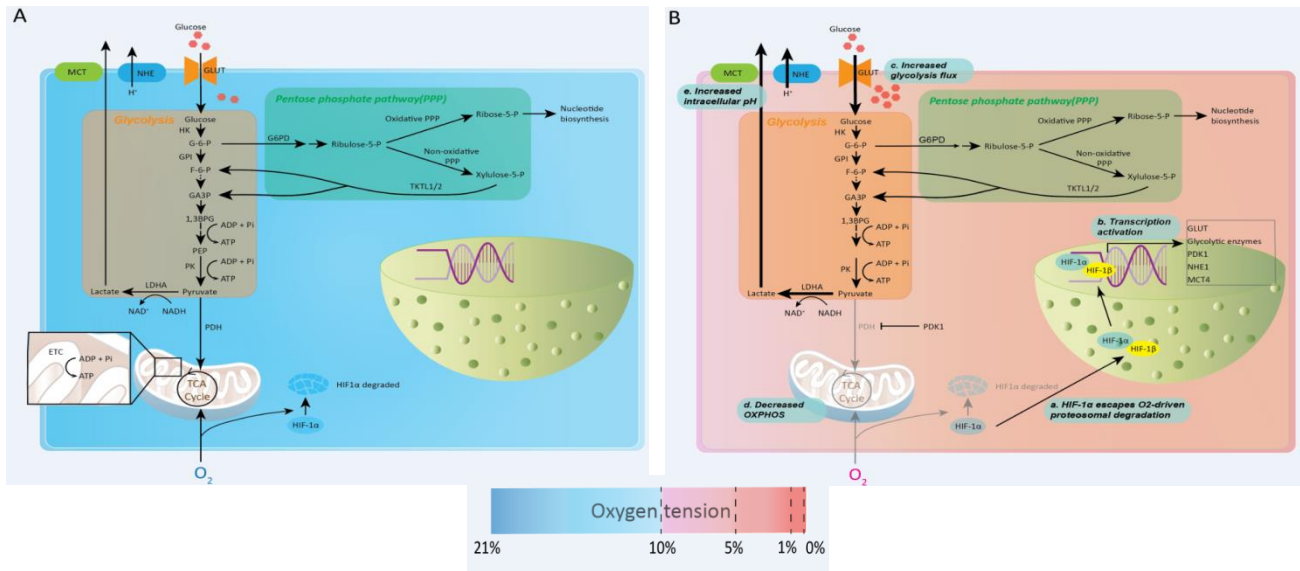 A
Glucose
MCT
NHE
GLUT
H⁺
Pentose phosphate pathway(PPP)
Glycolysis
Glucose
HK
G-6-P
G6PD
Ribulose-5-P
Oxidative PPP
Ribose-5-P
Nucleotide
biosynthesis
Non-oxidative
PPP
Xylulose-5-P
GPI
F-6-P
TKTL1/2
GA3P
1,3BPG
ADP + Pi
ATP
PEP
PK
ADP + Pi
ATP
Lactate
LDHA
Pyruvate
NAD⁺
NADH
PDH
ETC
ADP + Pi
ATP
TCA
Cycle
HIF1α degraded
HIF-1α
O₂
B
Glucose
MCT
NHE
GLUT
c. Increased
glycolysis flux
H⁺
e. Increased
intracellular pH
Pentose phosphate pathway(PPP)
Glycolysis
Glucose
HK
G-6-P
G6PD
Ribulose-5-P
Oxidative PPP
Ribose-5-P
Nucleotide
biosynthesis
Non-oxidative
PPP
Xylulose-5-P
GPI
F-6-P
TKTL1/2
GA3P
1,3BPG
ADP + Pi
ATP
PK
ADP + Pi
ATP
b. Transcription
activation
GLUT
Glycolytic enzymes
PDK1
NHE1
MCT4
HIF-1α
HIF-1β
Lactate
LDHA
Pyruvate
NAD⁺
NADH
PDH
PDK1
HIF-1α
HIF-1β
TCA
Cycle
HIF1α degraded
d. Decreased
OXPHOS
a. HIF-1α escapes O2-driven
proteosomal degradation
HIF-1α
O₂
Oxygen tension
21%
10%
5%
1%
0%